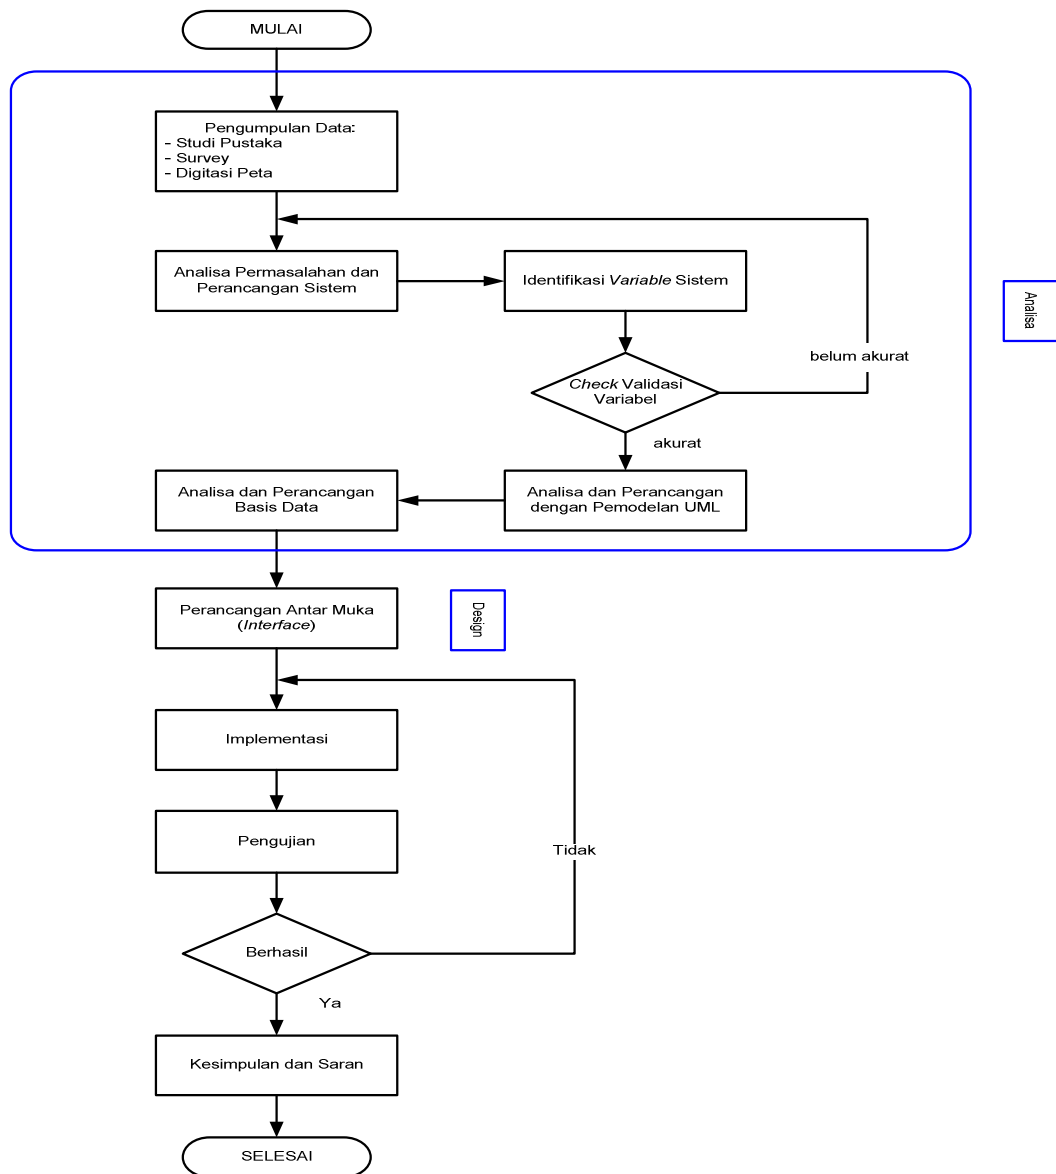 MULAI
Pengumpulan Data:
- Studi Pustaka
- Survey
- Digitasi Peta
Analisa Permasalahan dan
Perancangan Sistem
Identifikasi Variable Sistem
Analisa
belum akurat
Check Validasi
Variabel
akurat
Analisa dan Perancangan
Basis Data
Analisa dan Perancangan
dengan Pemodelan UML
Perancangan Antar Muka
(Interface)
Design
Implementasi
Pengujian
Tidak
Berhasil
Ya
Kesimpulan dan Saran
SELESAI